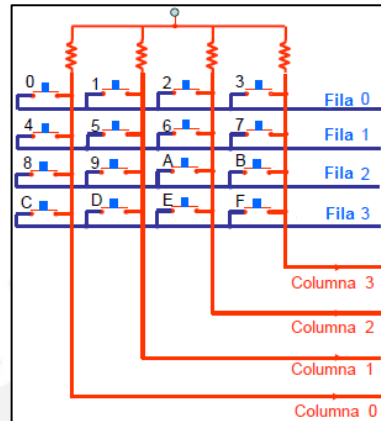 0 1 2 3
Fila 0
4 5 6 7
Fila 1
8 9 A B
Fila 2
C D E F
Fila 3
Columna 3
Columna 2
Columna 1
Columna 0